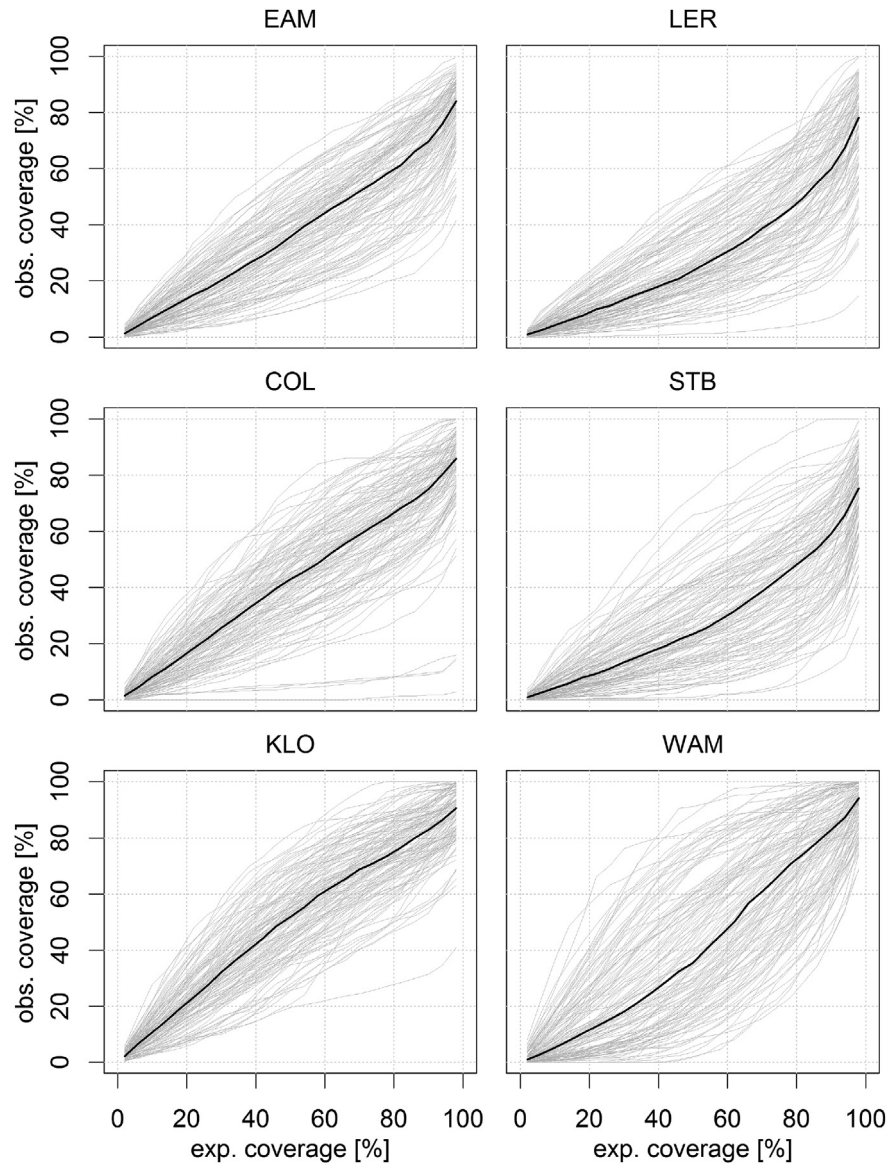 EAM LER
obs. coverage [%]
0 20 40 60 80 100
COL STB
obs. coverage [%]
0 20 40 60 80 100
KLO WAM
obs. coverage [%]
0 20 40 60 80 100
0 20 40 60 80 100 0 20 40 60 80 100
exp. coverage [%] exp. coverage [%]